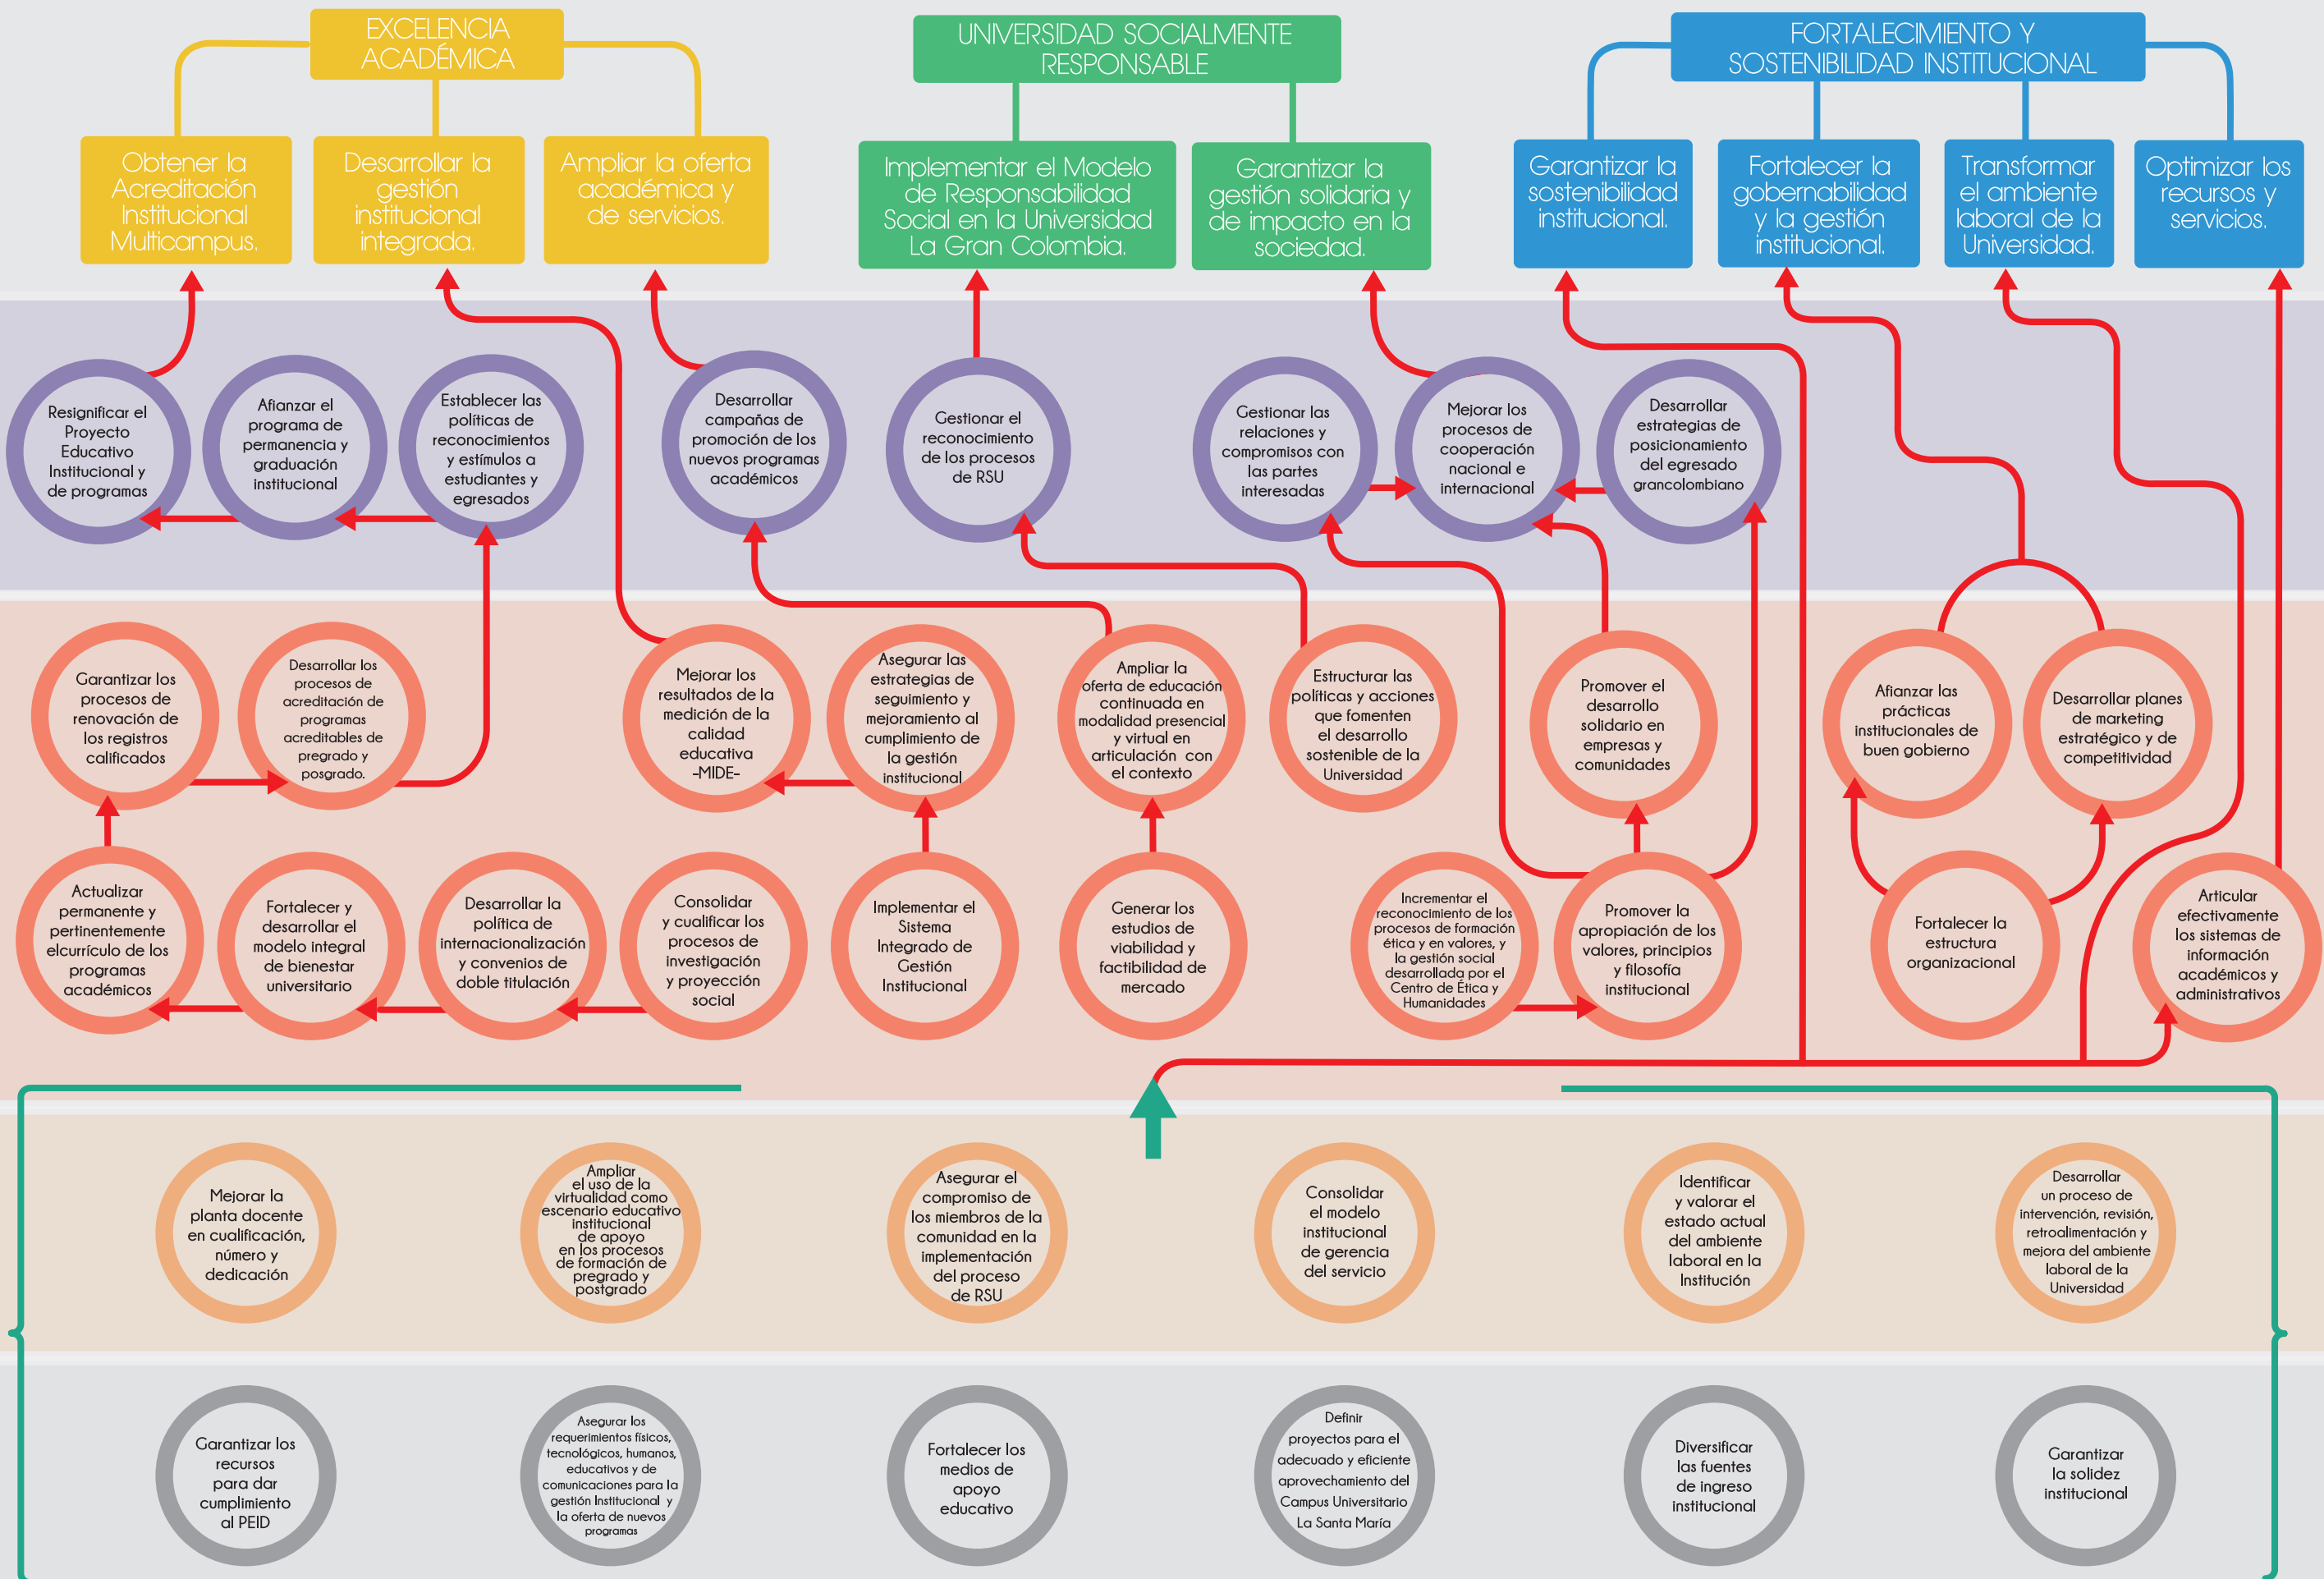 EXCELENCIA
ACADÉMICA
UNIVERSIDAD SOCIALMENTE
RESPONSABLE
FORTALECIMIENTO Y
SOSTENIBILIDAD INSTITUCIONAL
Obtener la
Acreditación
Institucional
Multicampus.
Desarrollar la
gestión
institucional
integrada.
Ampliar la oferta
académica y
de servicios.
Implementar el Modelo
de Responsabilidad
Social en la Universidad
La Gran Colombia.
Garantizar la
gestión solidaria y
de impacto en la
sociedad.
Garantizar la
sostenibilidad
institucional.
Fortalecer la
gobernabilidad
y la gestión
institucional.
Transformar
el ambiente
laboral de la
Universidad.
Optimizar los
recursos y
servicios.
Resignificar el
Proyecto
Educativo
Institucional y
de programas
Afianzar el
programa de
permanencia y
graduación
institucional
Establecer las
políticas de
reconocimientos
y estímulos a
estudiantes y
egresados
Desarrollar
campañas de
promoción de los
nuevos programas
académicos
Gestionar el
reconocimiento
de los procesos
de RSU
Gestionar las
relaciones y
compromisos con
las partes
interesadas
Mejorar los
procesos de
cooperación
nacional e
internacional
Desarrollar
estrategias de
posicionamiento
del egresado
grancolombiano
Garantizar los
procesos de
renovación de
los registros
calificados
Desarrollar los
procesos de
acreditación de
programas
acreditables de
pregrado y
posgrado.
Mejorar los
resultados de la
medición de la
calidad
educativa
-MIDE-
Asegurar las
estrategias de
seguimiento y
mejoramiento al
cumplimiento de
la gestión
institucional
Ampliar la
oferta de educación
continuada en
modalidad presencial
y virtual en
articulación con
el contexto
Estructurar las
políticas y acciones
que fomenten
el desarrollo
sostenible de la
Universidad
Promover el
desarrollo
solidario en
empresas y
comunidades
Afianzar las
prácticas
institucionales de
buen gobierno
Desarrollar planes
de marketing
estratégico y de
competitividad
Actualizar
permanente y
pertinentemente
elcurrículo de los
programas
académicos
Fortalecer y
desarrollar el
modelo integral
de bienestar
universitario
Desarrollar la
política de
internacionalización
y convenios de
doble titulación
Consolidar
y cualificar los
procesos de
investigación
y proyección
social
Implementar el
Sistema
Integrado de
Gestión
Institucional
Generar los
estudios de
viabilidad y
factibilidad de
mercado
Incrementar el
reconocimiento de los
procesos de formación
ética y en valores, y
la gestión social
desarrollada por el
Centro de Ética y
Humanidades
Promover la
apropiación de los
valores, principios
y filosofía
institucional
Fortalecer la
estructura
organizacional
Articular
efectivamente
los sistemas de
información
académicos y
administrativos
Mejorar la
planta docente
en cualificación,
número y
dedicación
Ampliar
el uso de la
virtualidad como
escenario educativo
institucional
de apoyo
en los procesos
de formación de
pregrado y
postgrado
Asegurar el
compromiso de
los miembros de la
comunidad en la
implementación
del proceso
de RSU
Consolidar
el modelo
institucional
de gerencia
del servicio
Identificar
y valorar el
estado actual
del ambiente
laboral en la
Institución
Desarrollar
un proceso de
intervención, revisión,
retroalimentación y
mejora del ambiente
laboral de la
Universidad
Garantizar los
recursos
para dar
cumplimiento
al PEID
Asegurar los
requerimientos físicos,
tecnológicos, humanos,
educativos y de
comunicaciones para la
gestión Institucional y
la oferta de nuevos
programas
Fortalecer los
medios de
apoyo
educativo
Definir
proyectos para el
adecuado y eficiente
aprovechamiento del
Campus Universitario
La Santa María
Diversificar
las fuentes
de ingreso
institucional
Garantizar
la solidez
institucional